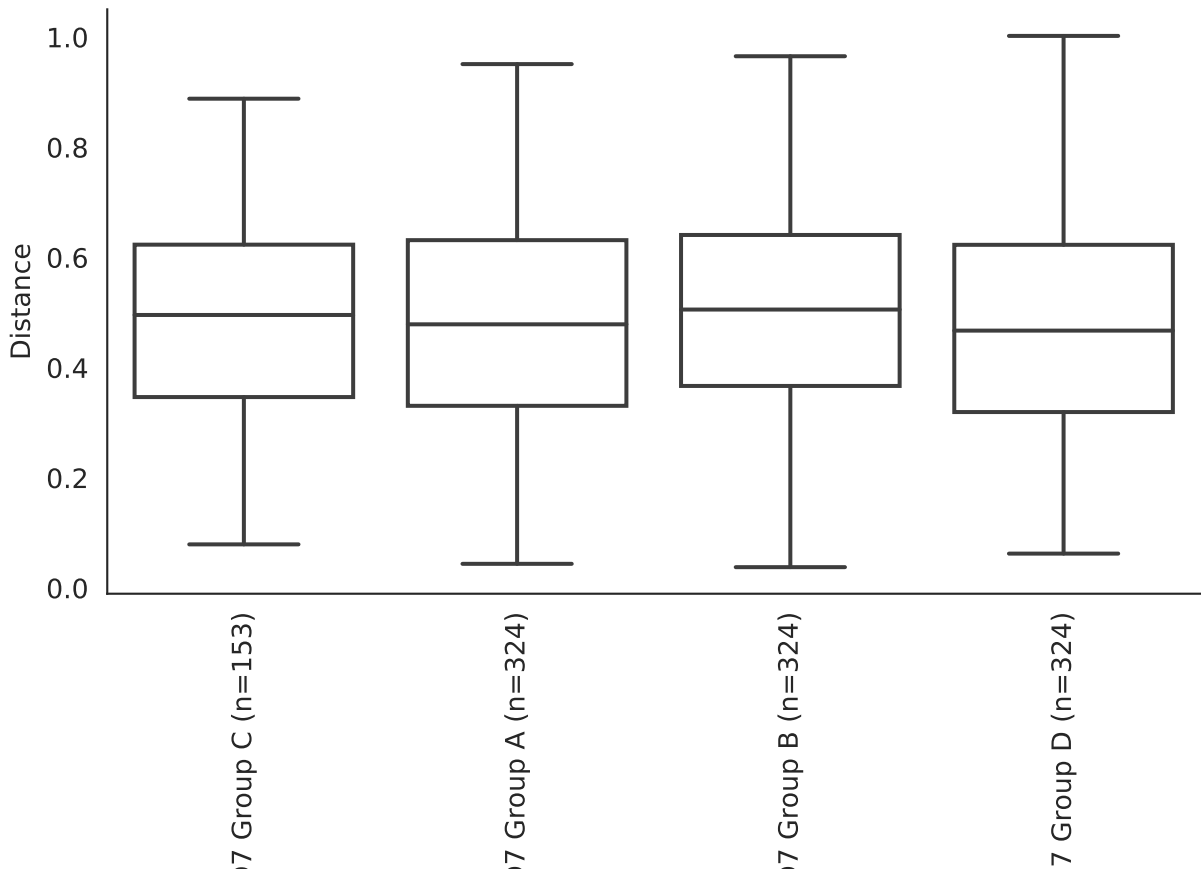 1.0
0.8
0.6
0.4
0.2
0.0
Distance
Group C (n=153)
Group A (n=324)
Group B (n=324)
7 Group D (n=324)